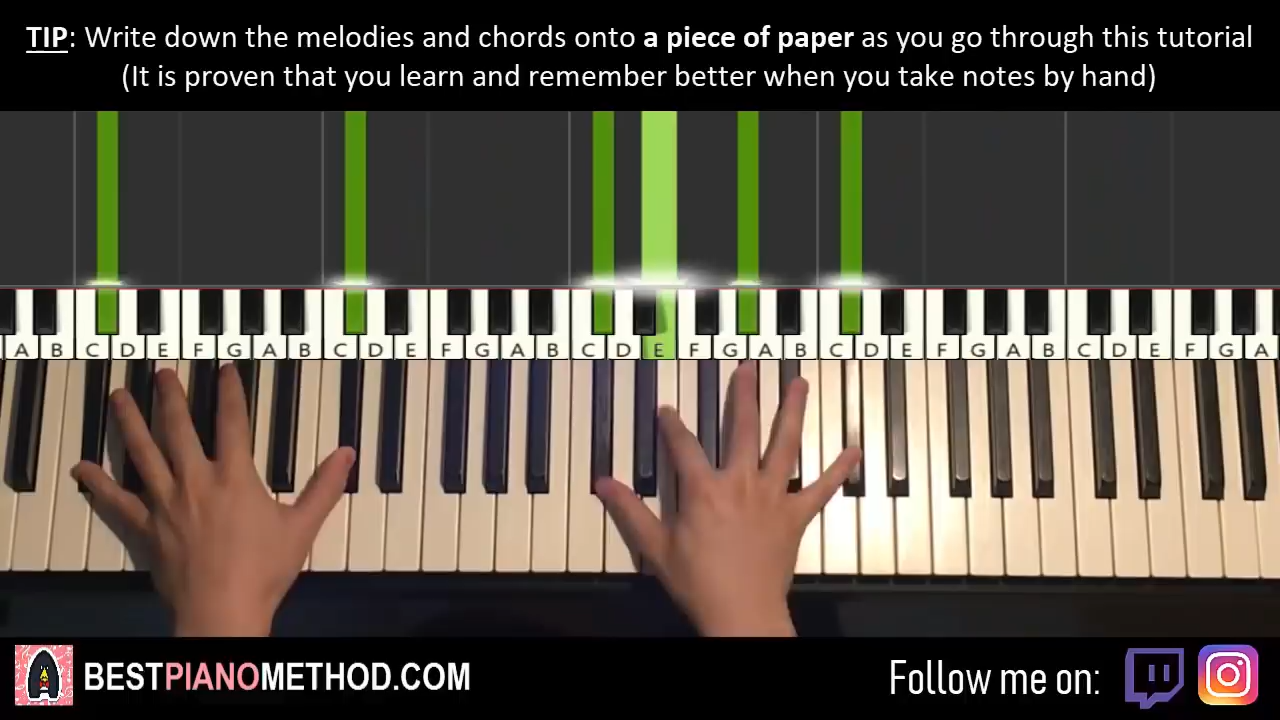 TIP: Write down the melodies and chords onto a piece of paper as you go through this tutorial
(It is proven that you learn and remember better when you take notes by hand)
A B C D E F G A B C D E F G A B C D E F G A B C D E F G A B C D E F G A
BESTPIANOMETHOD.COM
Follow me on: